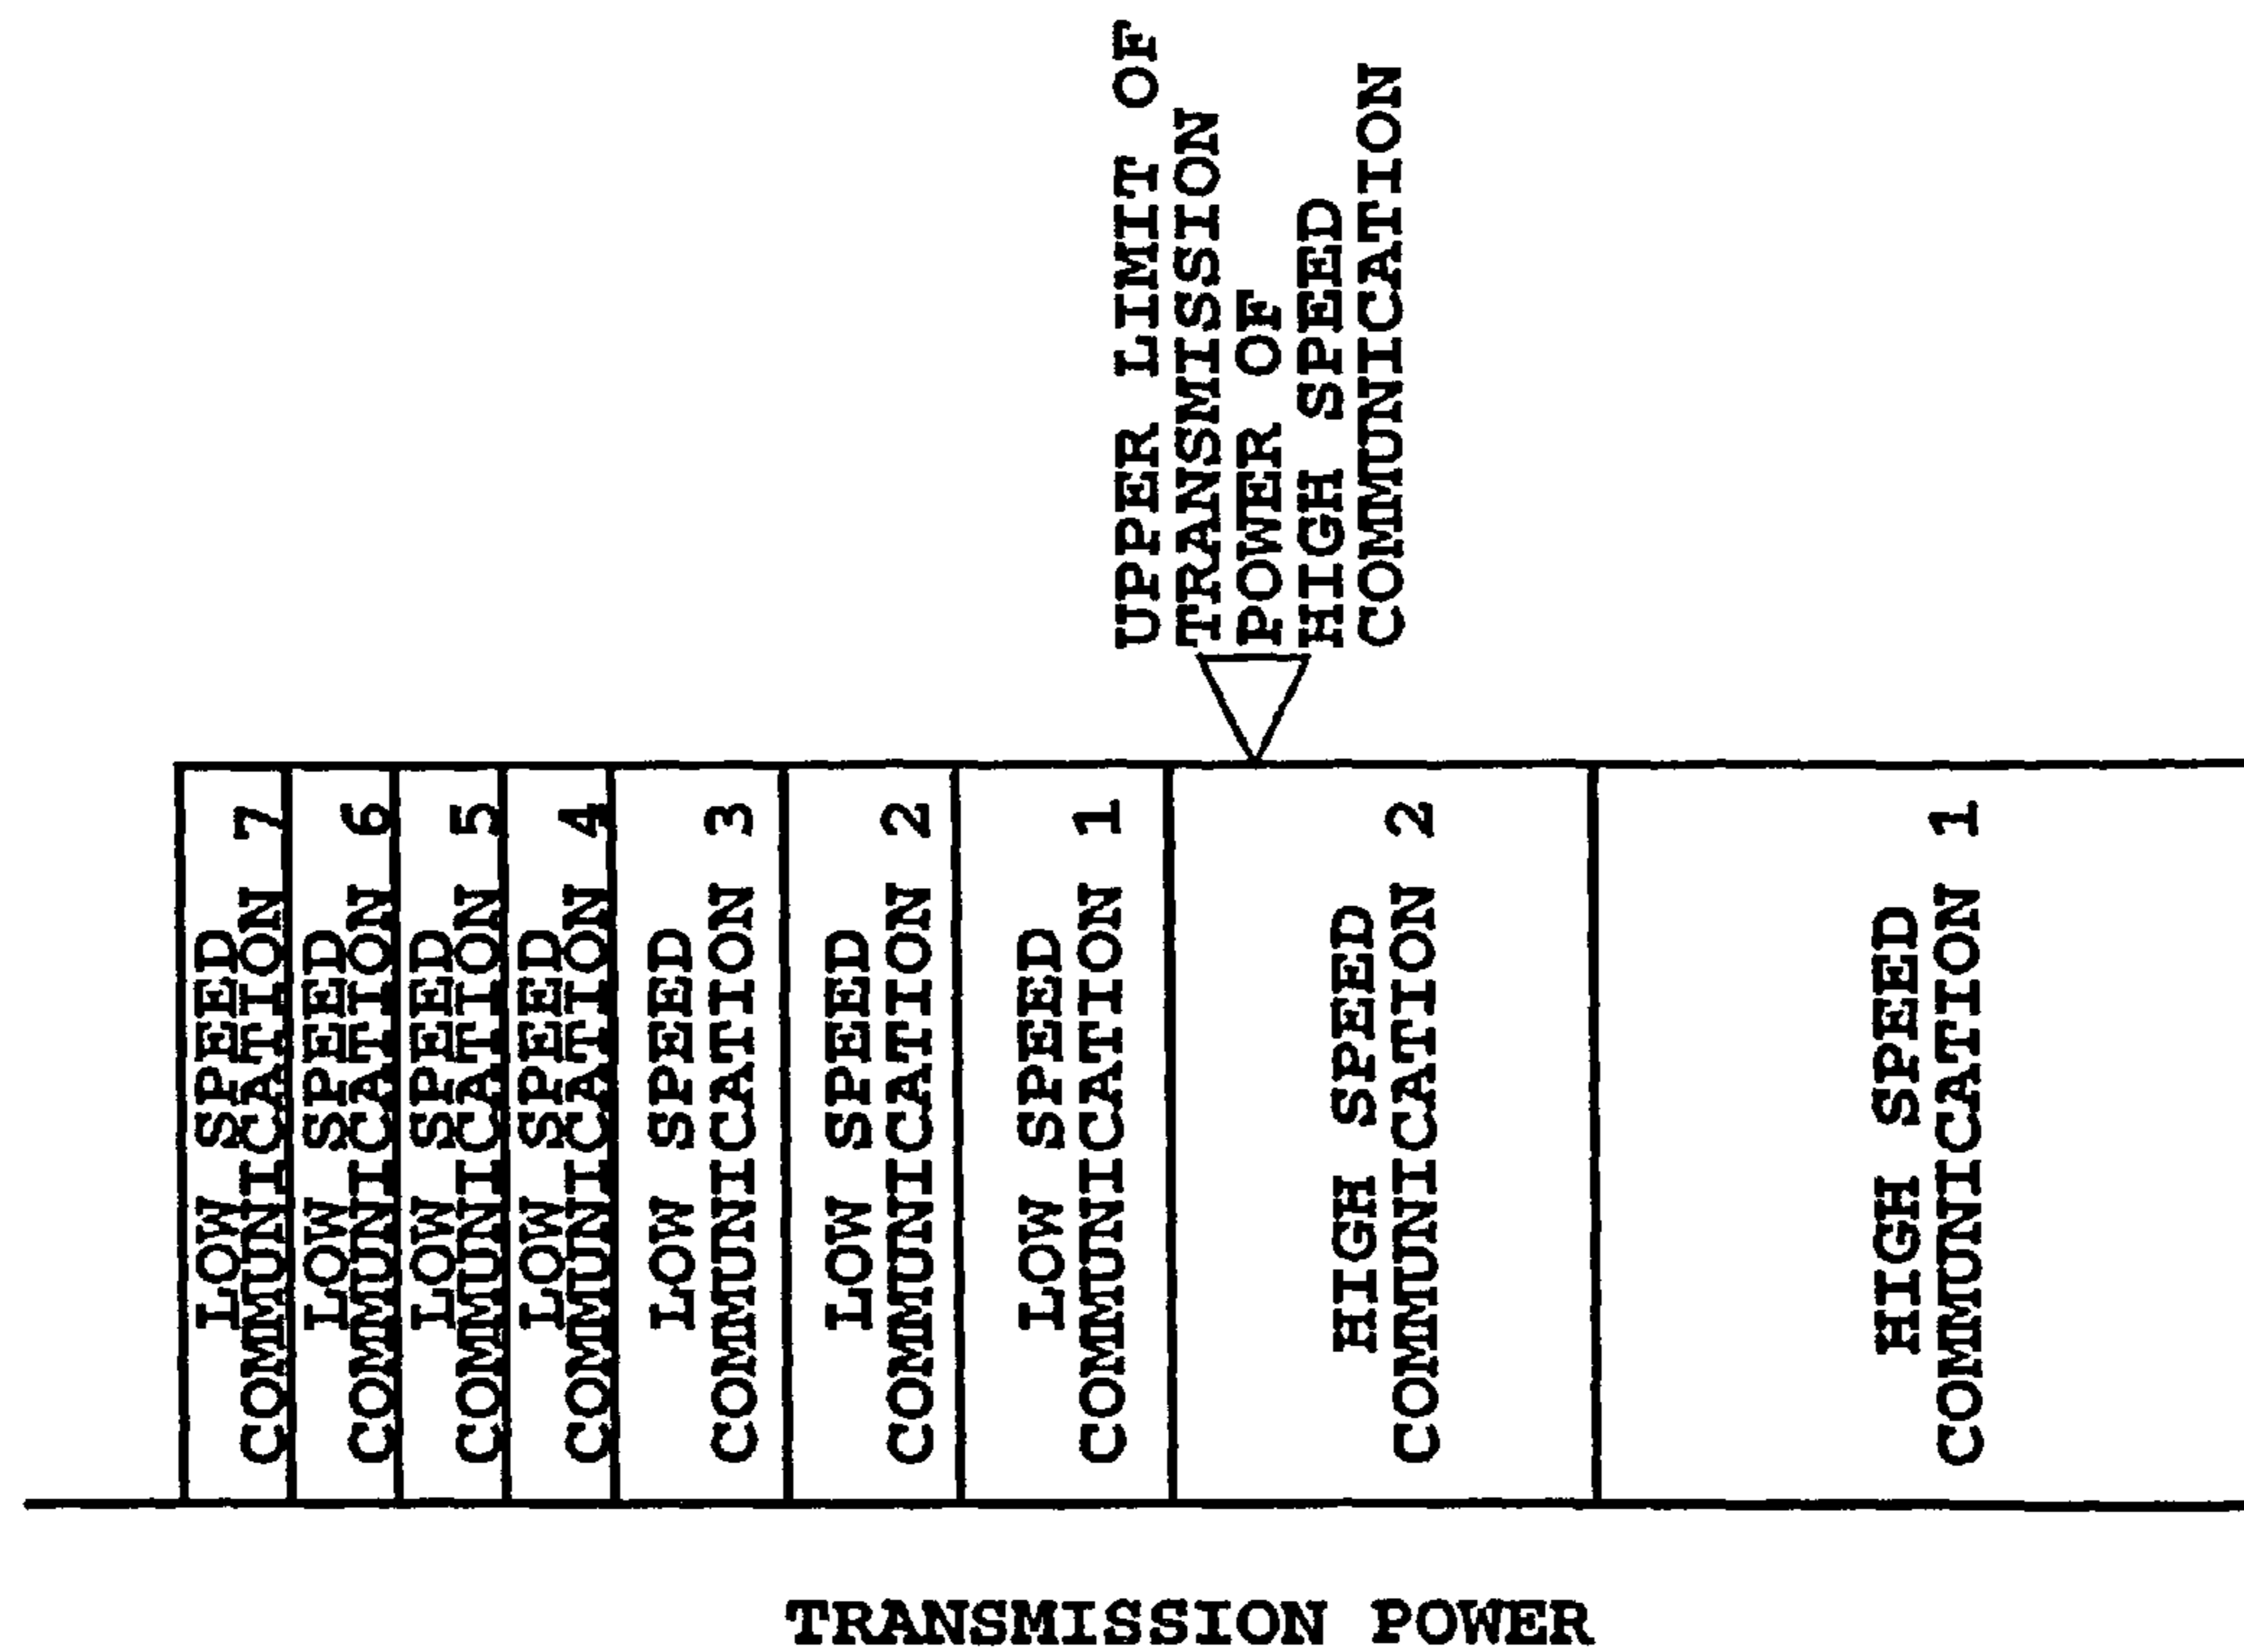 UPPER LIMIT OF
TRANSMISSION
POWER OF
HIGH SPEED
COMMUNICATION
LOW SPEED
COMMUNICATION 7
LOW SPEED
COMMUNICATION 6
LOW SPEED
COMMUNICATION 5
LOW SPEED
COMMUNICATION 4
LOW SPEED
COMMUNICATION 3
LOW SPEED
COMMUNICATION 2
LOW SPEED
COMMUNICATION 1
HIGH SPEED
COMMUNICATION 2
HIGH SPEED
COMMUNICATION 1
TRANSMISSION POWER